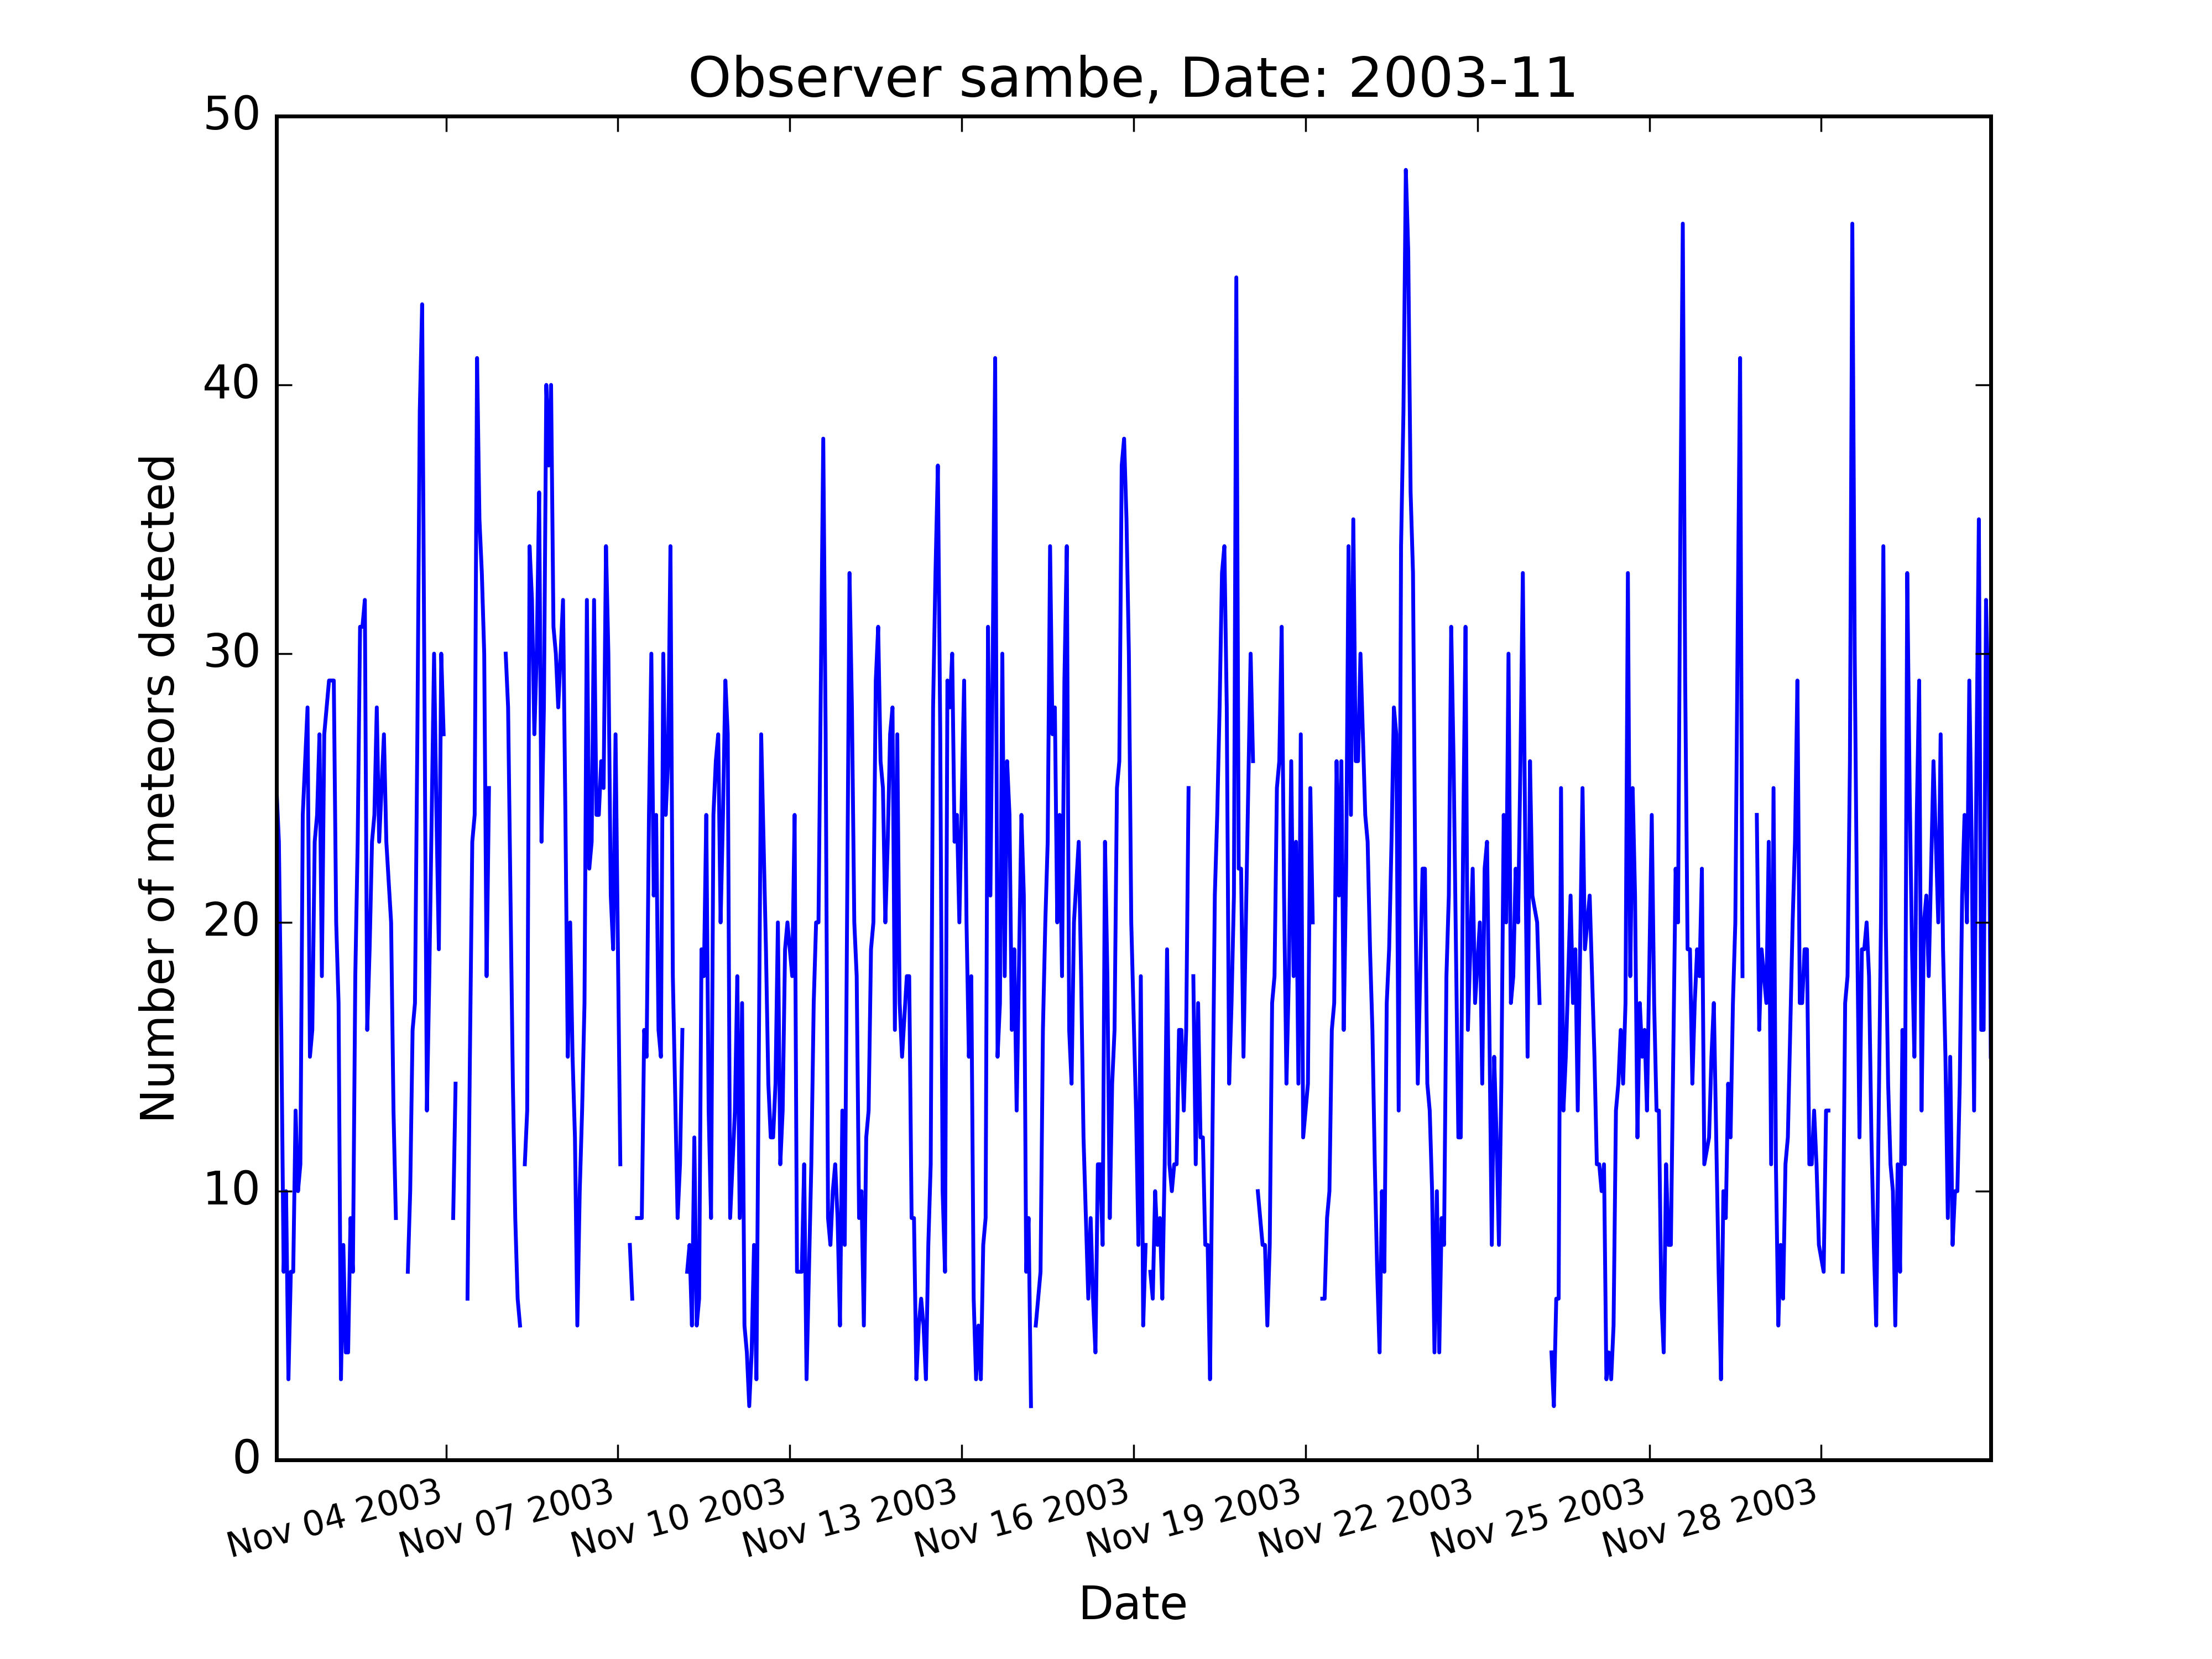 Observer sambe, Date: 2003-11
50
40
30
20
10
0
Number of meteors detected
Nov 04 2003
Nov 07 2003
Nov 10 2003
Nov 13 2003
Nov 16 2003
Nov 19 2003
Nov 22 2003
Nov 25 2003
Nov 28 2003
Date